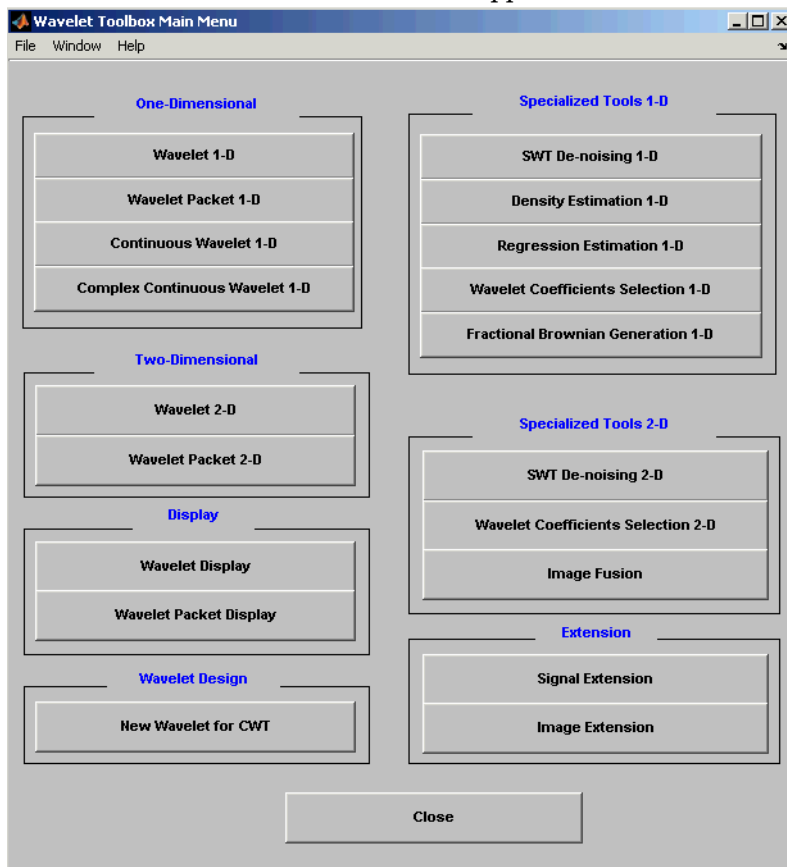 Wavelet Toolbox Main Menu
File Window Help
One-Dimensional
Wavelet 1-D
Wavelet Packet 1-D
Continuous Wavelet 1-D
Complex Continuous Wavelet 1-D
Two-Dimensional
Wavelet 2-D
Wavelet Packet 2-D
Display
Wavelet Display
Wavelet Packet Display
Wavelet Design
New Wavelet for CWT
Specialized Tools 1-D
SWT De-noising 1-D
Density Estimation 1-D
Regression Estimation 1-D
Wavelet Coefficients Selection 1-D
Fractional Brownian Generation 1-D
Specialized Tools 2-D
SWT De-noising 2-D
Wavelet Coefficients Selection 2-D
Image Fusion
Extension
Signal Extension
Image Extension
Close